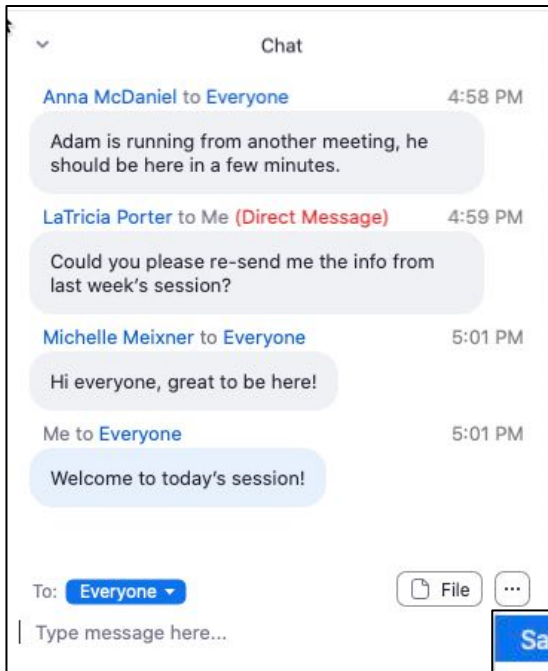 Chat
Anna McDaniel to Everyone 4:58 PM
Adam is running from another meeting, he
should be here in a few minutes.
LaTricia Porter to Me (Direct Message) 4:59 PM
Could you please re-send me the info from
last week's session?
Michelle Meixner to Everyone 5:01 PM
Hi everyone, great to be here!
Me to Everyone 5:01 PM
Welcome to today's session!
To: Everyone File ...
Type message here...